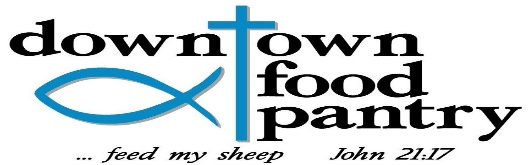 downtown
food
pantry
... feed my sheep John 21:17